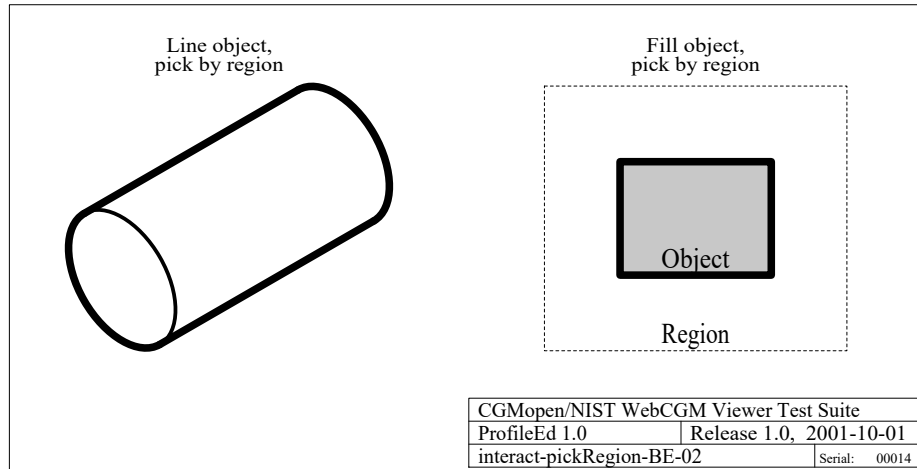 Line object,
pick by region
Fill object,
pick by region
Object
Region
CGMopen/NIST WebCGM Viewer Test Suite
ProfileEd 1.0
Release 1.0, 2001-10-01
interact-pickRegion-BE-02
Serial: 00014